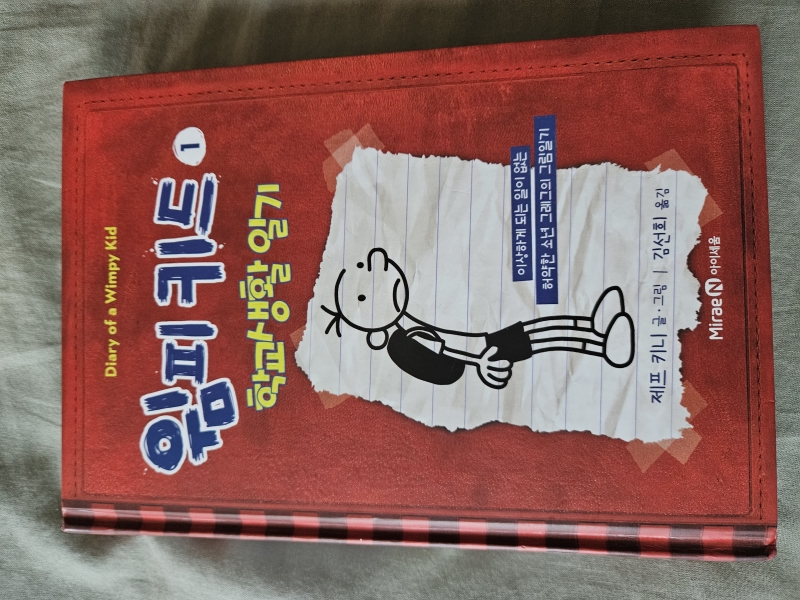 Diary of a Wimpy Kid
윔피 키드 1
학교생활 일기
이상하게 되는 일이 없는
허약한 소년 그레그의 그림일기
제프 키니 글·그림 | 김선희 옮김
Mirae N 아이세움